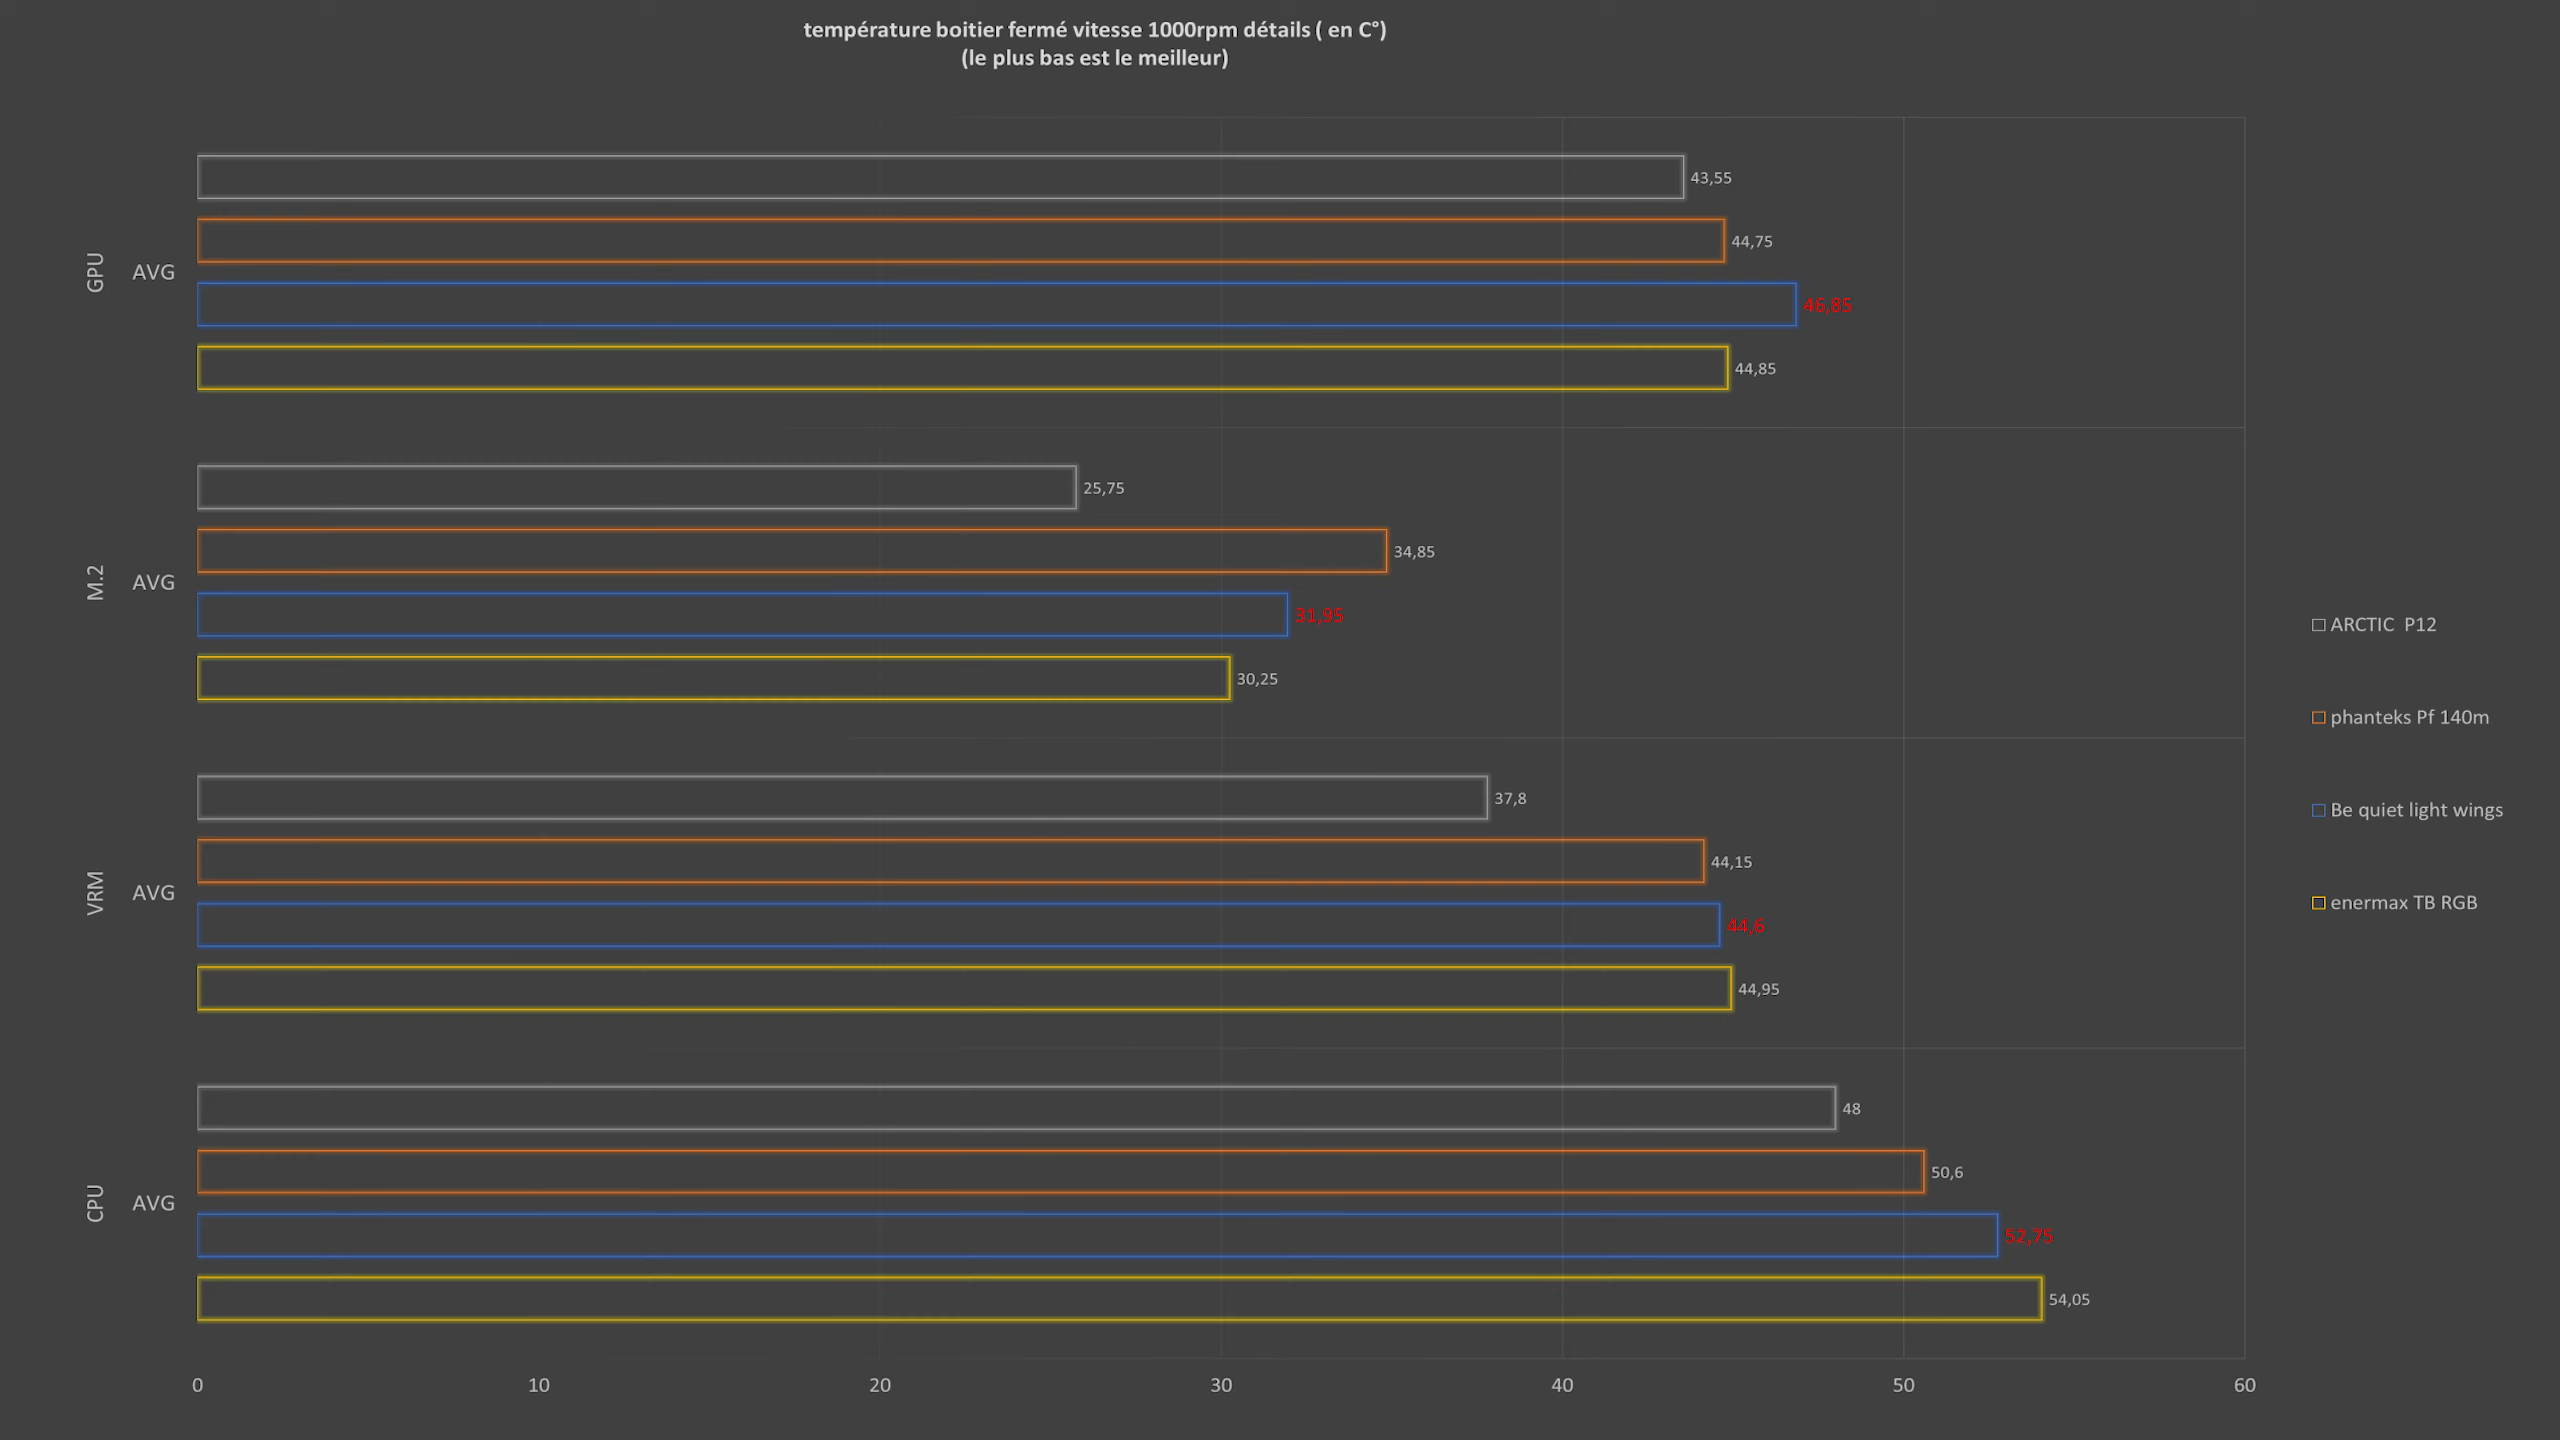 température boitier fermé vitesse 1000rpm détails ( en C°)
(le plus bas est le meilleur)
GPU
AVG
43,55
44,75
46,85
44,85
M.2
AVG
25,75
34,85
31,95
30,25
VRM
AVG
37,8
44,15
44,6
44,95
CPU
AVG
48
50,6
52,75
54,05
0 10 20 30 40 50 60
ARCTIC  P12
phanteks Pf 140m
Be quiet light wings
enermax TB RGB